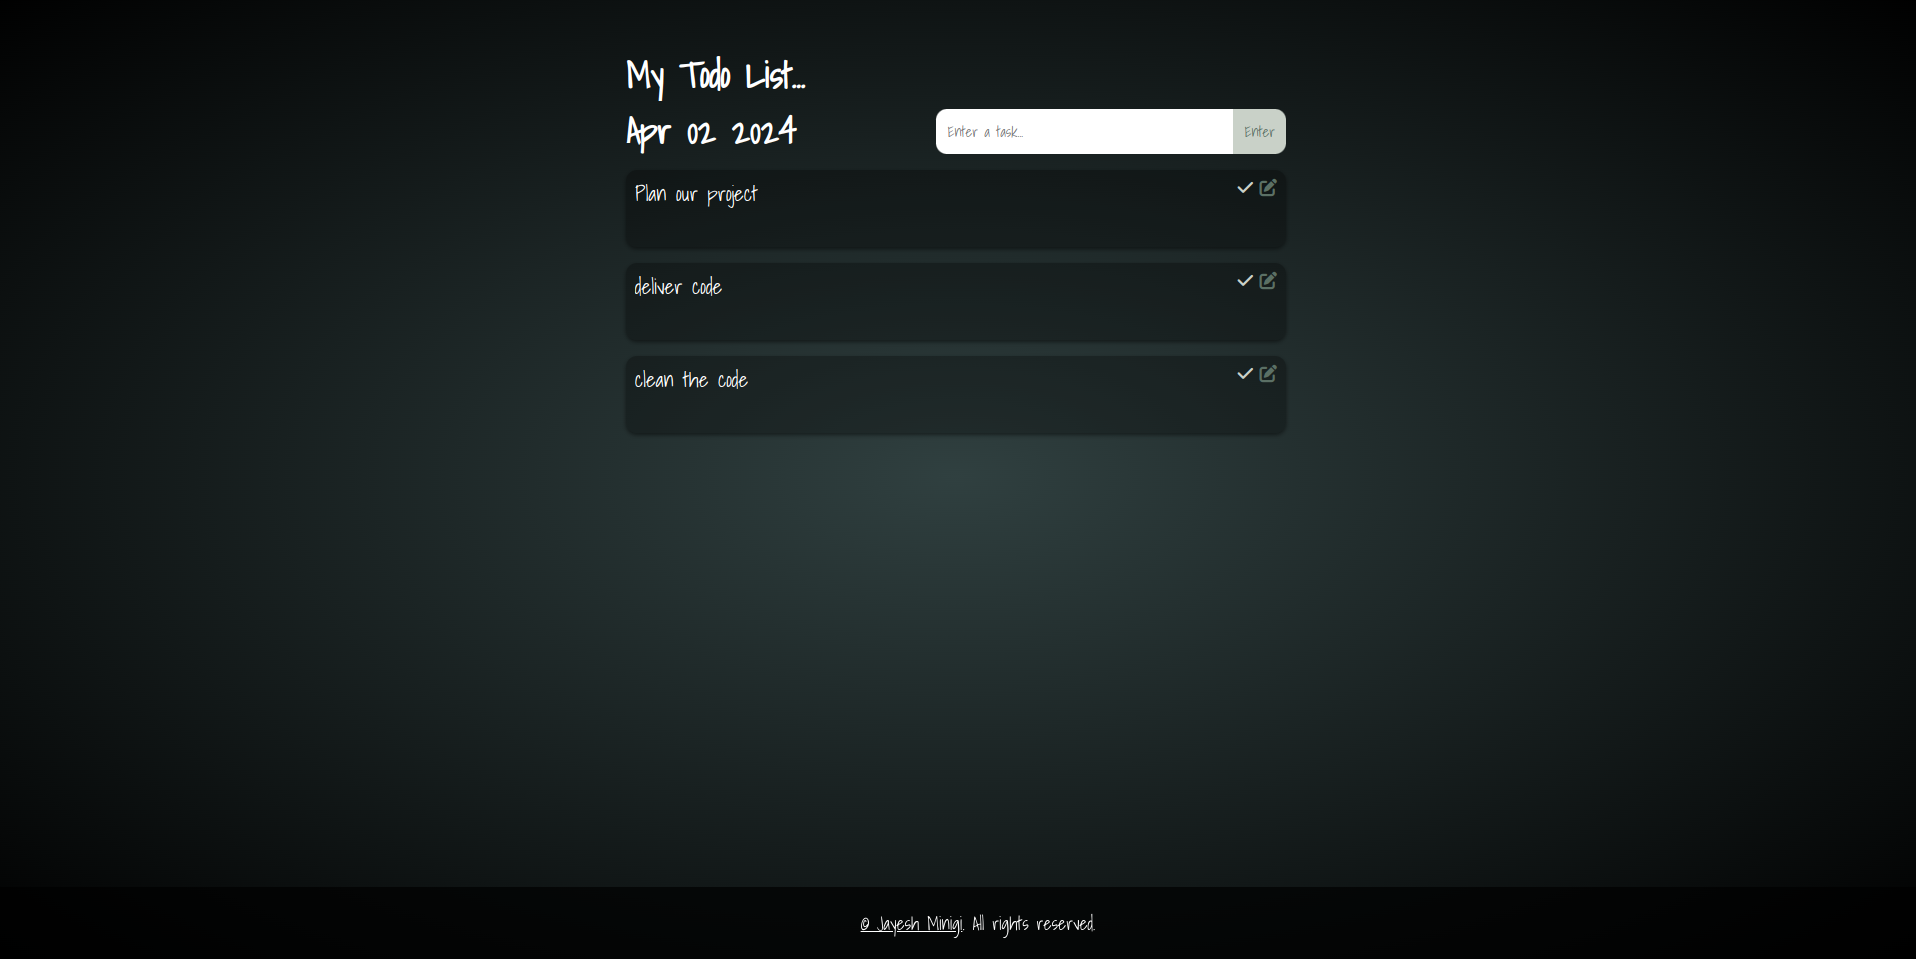 My Todo List...
Apr 02 2024
Enter a task...
Enter
Plan our project
deliver code
clean the code
© Jayesh Minigi. All rights reserved.